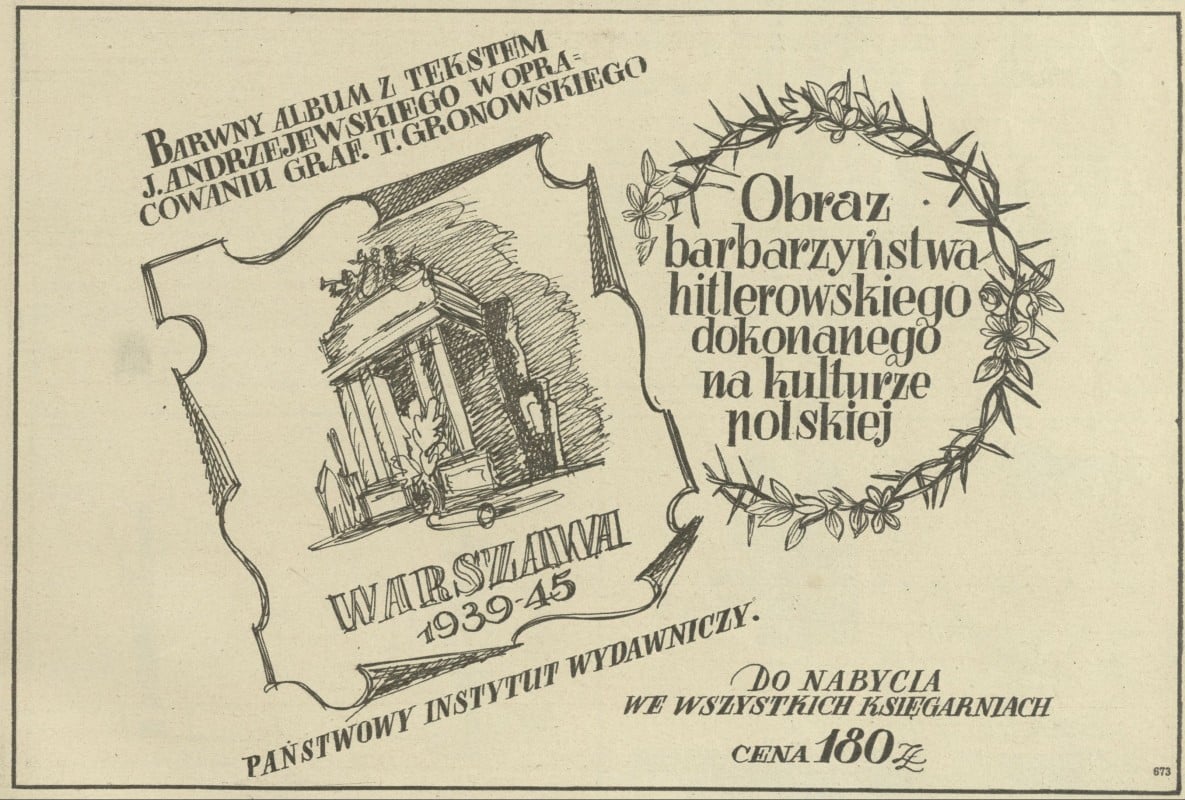 BARWNY ALBUM Z TEKSTEM
J. ANDRZEJEWSKIEGO W OPRA=
COWANIU GRAF. T. GRONOWSKIEGO
WARSZAWA
1939-45
PAŃSTWOWY INSTYTUT WYDAWNICZY.
Obraz
barbarzyństwa
hitlerowskiego
dokonanego
na kulturze
polskiej
DO NABYCIA
WE WSZYSTKICH KSIĘGARNIACH
CENA 180 ZŁ
673